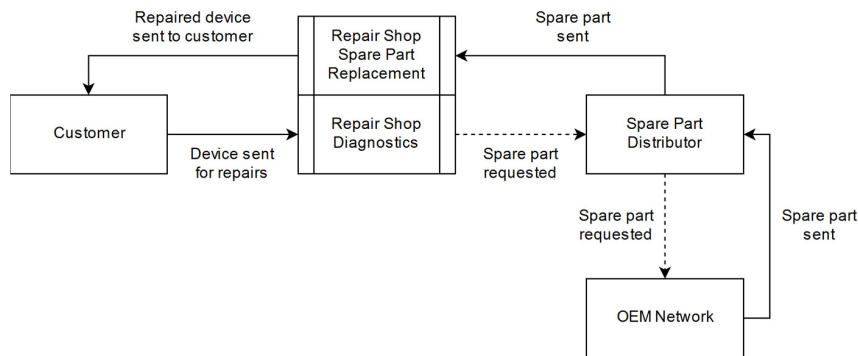 Repaired device
sent to customer
Repair Shop
Spare Part
Replacement
Spare part
sent
Customer
Device sent
for repairs
Repair Shop
Diagnostics
Spare part
requested
Spare Part
Distributor
Spare part
requested
Spare part
sent
OEM Network